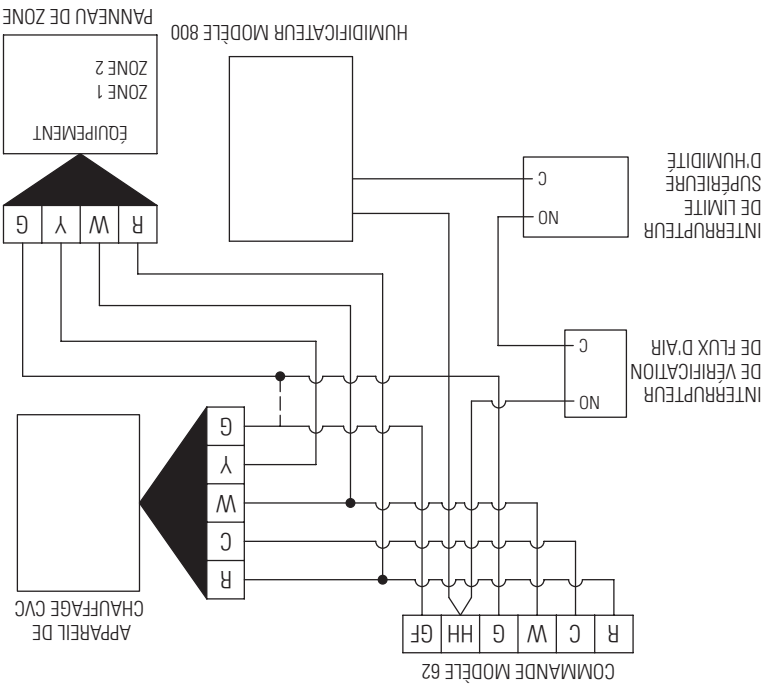 COMMANDE MODÈLE 62
R C W G HH GF
APPAREIL DE
CHAUFFAGE CVC
R
C
W
Y
G
INTERRUPTEUR
DE VÉRIFICATION
DE FLUX D'AIR
NO
C
INTERRUPTEUR
DE LIMITE
SUPÉRIEURE
D'HUMIDITÉ
NO
C
HUMIDIFICATEUR MODÈLE 800
R W Y G
ÉQUIPEMENT
ZONE 1
ZONE 2
PANNEAU DE ZONE